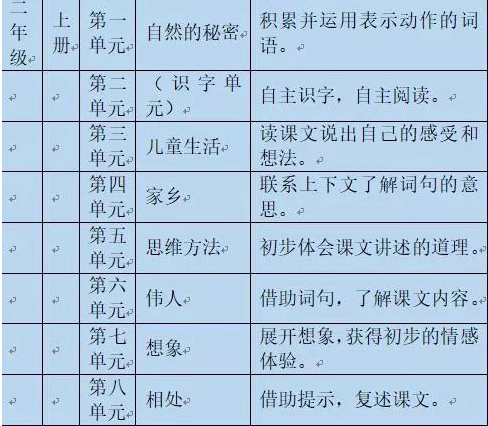 二年级 上册 第一单元 自然的秘密 积累并运用表示动作的词语。
第二单元 （识字单元） 自主识字，自主阅读。
第三单元 儿童生活 读课文说出自己的感受和想法。
第四单元 家乡 联系上下文了解词句的意思。
第五单元 思维方法 初步体会课文讲述的道理。
第六单元 伟人 借助词句，了解课文内容。
第七单元 想象 展开想象，获得初步的情感体验。
第八单元 相处 借助提示，复述课文。